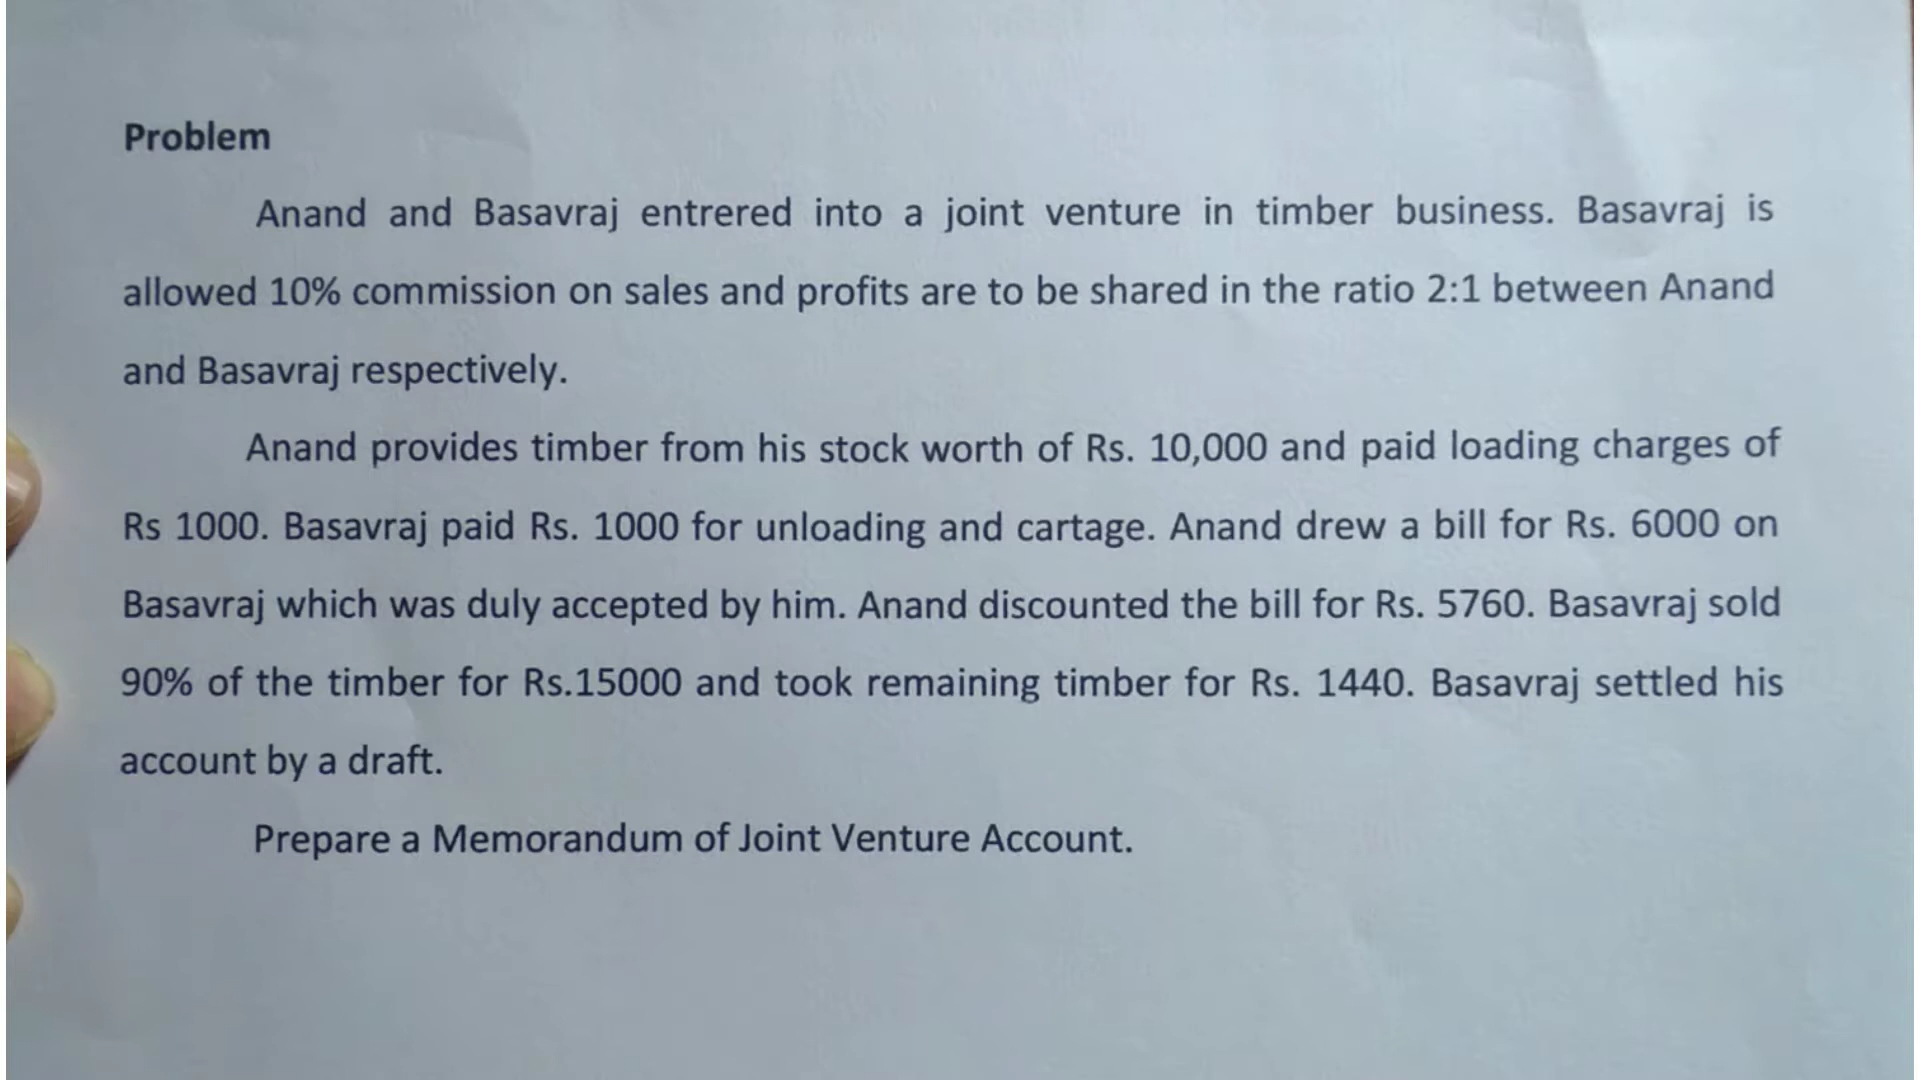 Problem
Anand and Basavraj entrered into a joint venture in timber business. Basavraj is
allowed 10% commission on sales and profits are to be shared in the ratio 2:1 between Anand
and Basavraj respectively.
Anand provides timber from his stock worth of Rs. 10,000 and paid loading charges of
Rs 1000. Basavraj paid Rs. 1000 for unloading and cartage. Anand drew a bill for Rs. 6000 on
Basavraj which was duly accepted by him. Anand discounted the bill for Rs. 5760. Basavraj sold
90% of the timber for Rs.15000 and took remaining timber for Rs. 1440. Basavraj settled his
account by a draft.
Prepare a Memorandum of Joint Venture Account.